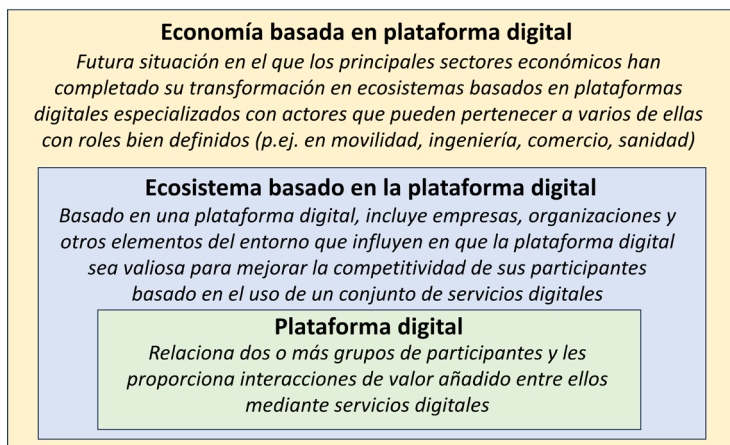 Economía basada en plataforma digital
Futura situación en el que los principales sectores económicos han
completado su transformación en ecosistemas basados en plataformas
digitales especializados con actores que pueden pertenecer a varios de ellas
con roles bien definidos (p.ej. en movilidad, ingeniería, comercio, sanidad)
Ecosistema basado en la plataforma digital
Basado en una plataforma digital, incluye empresas, organizaciones y
otros elementos del entorno que influyen en que la plataforma digital
sea valiosa para mejorar la competitividad de sus participantes
basado en el uso de un conjunto de servicios digitales
Plataforma digital
Relaciona dos o más grupos de participantes y les
proporciona interacciones de valor añadido entre ellos
mediante servicios digitales